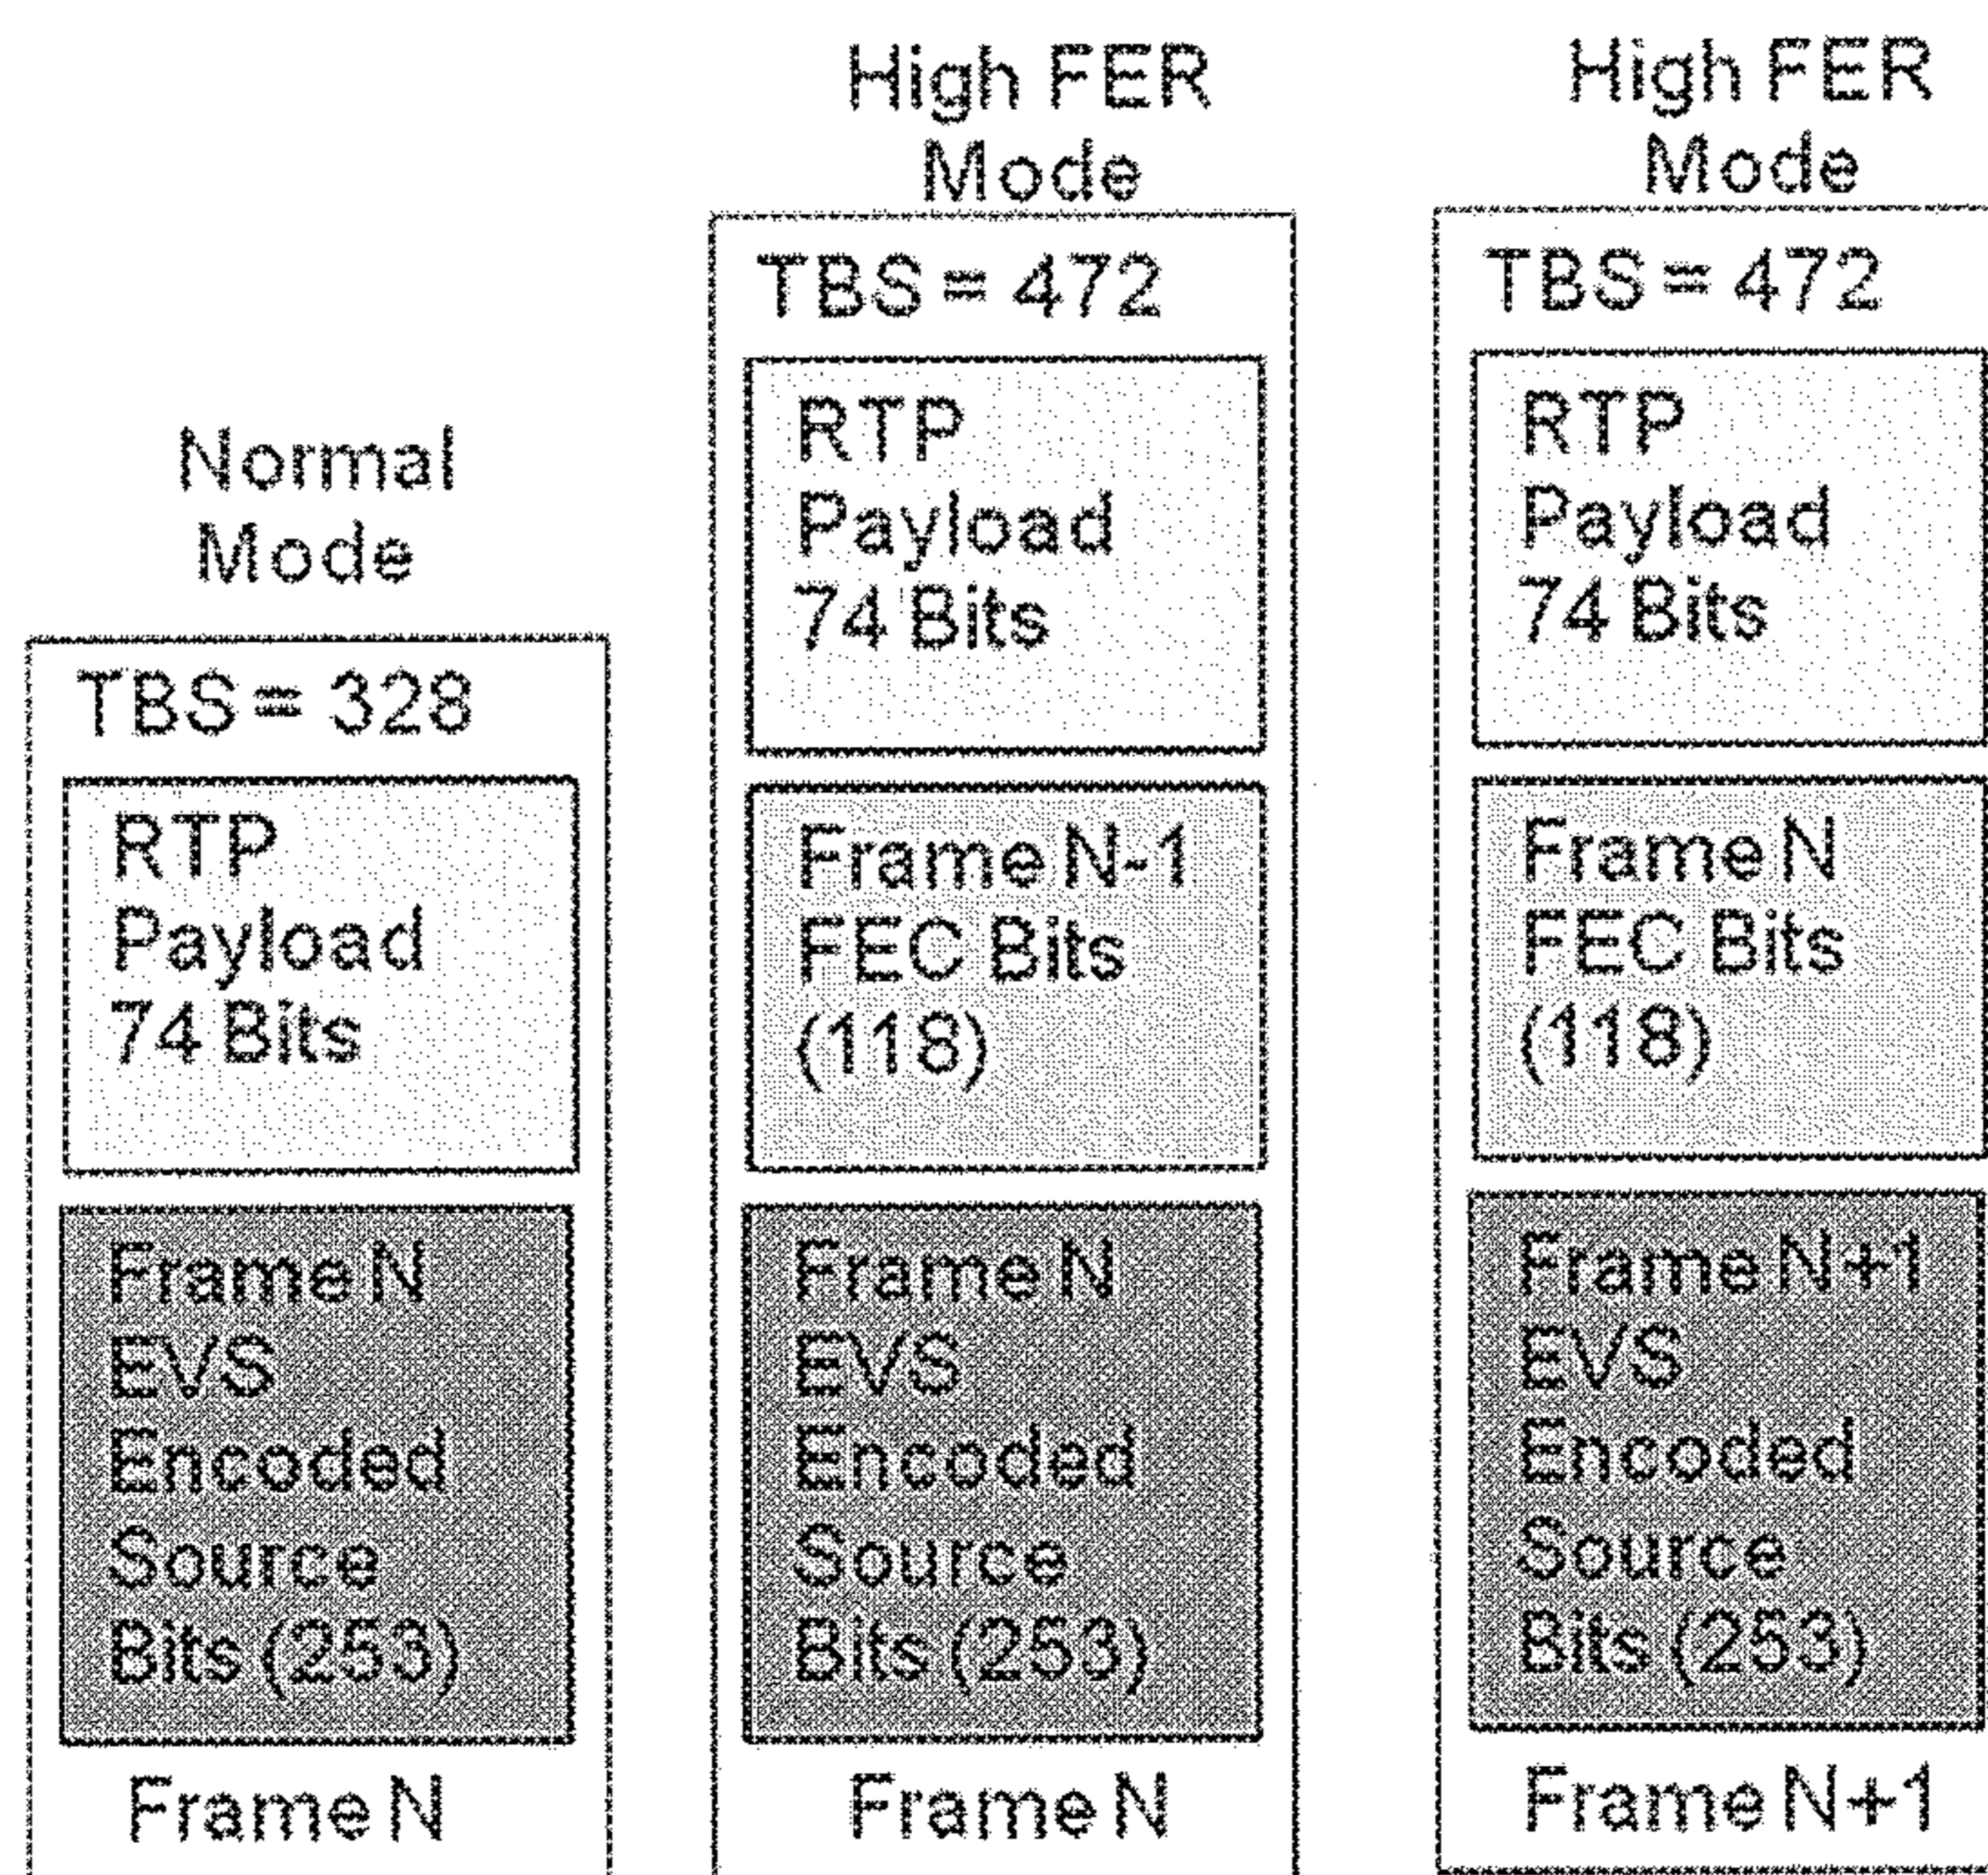 Normal
Mode
TBS = 328
RTP
Payload
74 Bits
Frame N
EVS
Encoded
Source
Bits (253)
Frame N
High FER
Mode
TBS = 472
RTP
Payload
74 Bits
Frame N-1
FEC Bits
(118)
Frame N
EVS
Encoded
Source
Bits (253)
Frame N
High FER
Mode
TBS = 472
RTP
Payload
74 Bits
Frame N
FEC Bits
(118)
Frame N+1
EVS
Encoded
Source
Bits (253)
Frame N+1